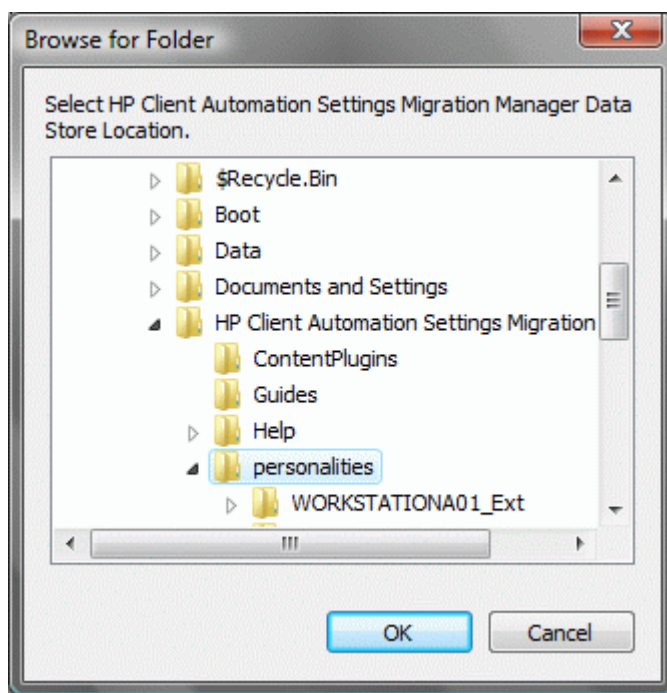 Browse for Folder
Select HP Client Automation Settings Migration Manager Data
Store Location.
$Recycle.Bin
Boot
Data
Documents and Settings
HP Client Automation Settings Migration
ContentPlugins
Guides
Help
personalities
WORKSTATIONA01_Ext
OK
Cancel